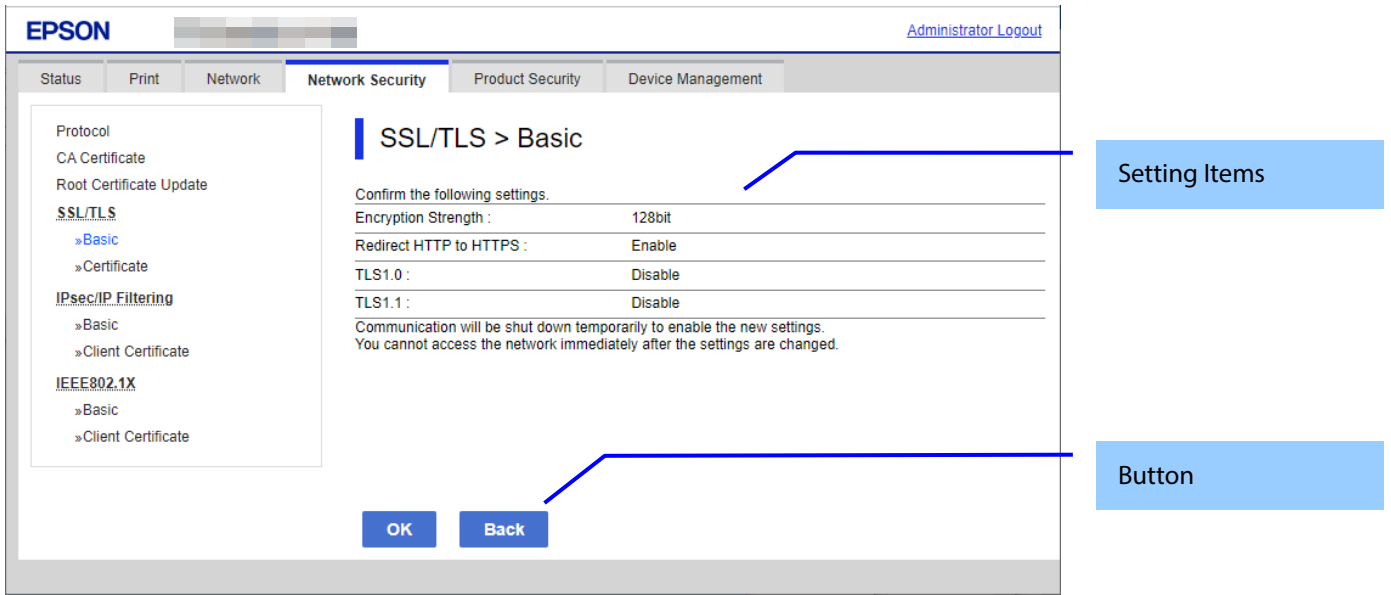 EPSON
Administrator Logout
Status Print Network Network Security Product Security Device Management
Protocol
CA Certificate
Root Certificate Update
SSL/TLS
»Basic
»Certificate
IPsec/IP Filtering
»Basic
»Client Certificate
IEEE802.1X
»Basic
»Client Certificate
SSL/TLS > Basic
Confirm the following settings.
Encryption Strength : 128bit
Redirect HTTP to HTTPS : Enable
TLS1.0 : Disable
TLS1.1 : Disable
Communication will be shut down temporarily to enable the new settings.
You cannot access the network immediately after the settings are changed.
OK Back
Setting Items
Button